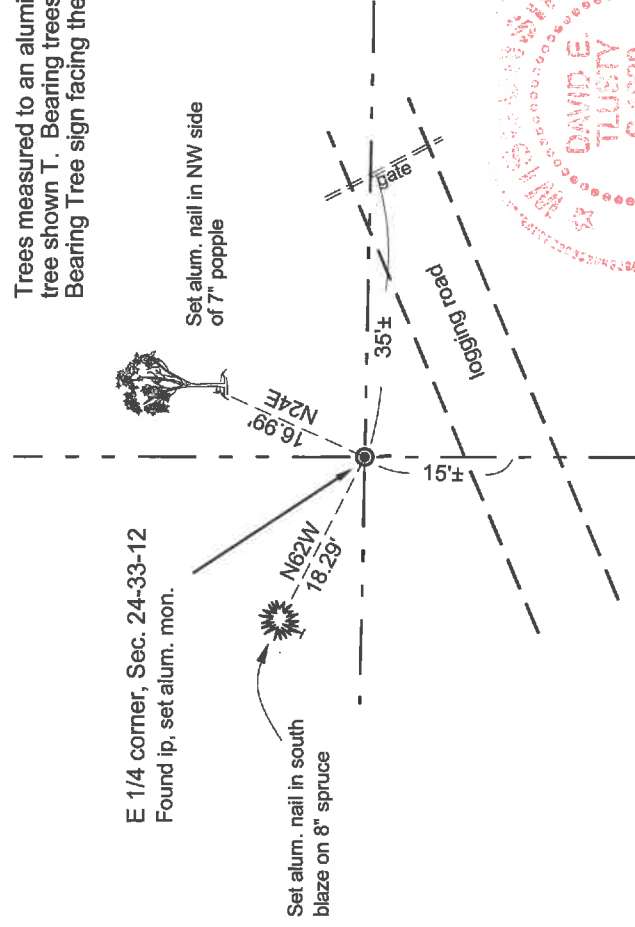 Trees measured to an alumi
tree shown T. Bearing trees
Bearing Tree sign facing the
Set alum. nail in NW side
of 7" popple
N24E
16.99'
E 1/4 corner, Sec. 24-33-12
Found ip, set alum. mon.
N62W
18.29'
35'±
gate
15'±
logging road
Set alum. nail in south
blaze on 8" spruce
DAVID E.
TLUSTY